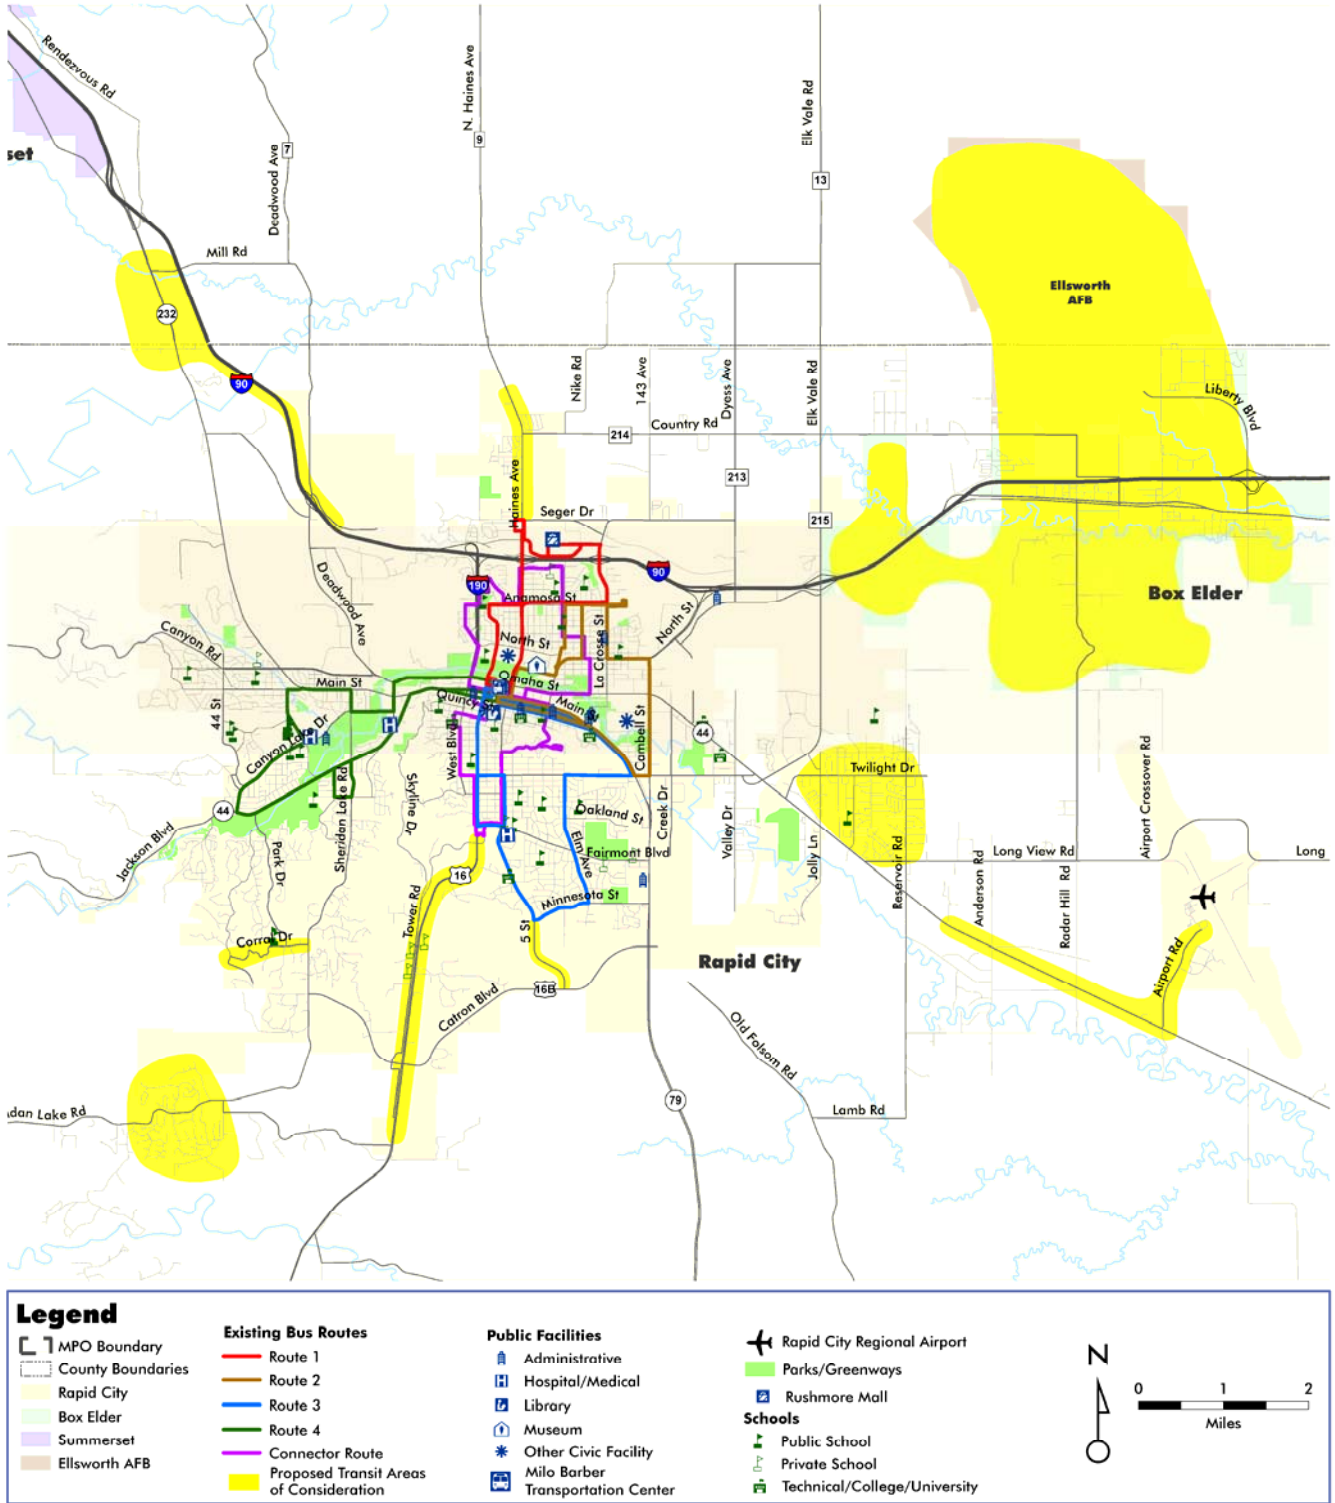 Rendezvous Rd
set
Deadwood Ave
7
N. Haines Ave
9
Elk Vale Rd
13
Mill Rd
232
90
Ellsworth
AFB
Nike Rd
143 Ave
Dyess Ave
Elk Vale Rd
Liberty Blvd
214
Country Rd
213
215
Haines Ave
Seger Dr
90
190
Deadwood Ave
Anamosa St
North St
La Crosse St
North St
Box Elder
Canyon Rd
Main St
Omaha St
Quincy St
Main St
44 St
Canyon Lake Dr
West Blvd
Cambell St
44
Skyline Dr
Sheridan Lake Rd
44
Jackson Blvd
Park Dr
Twilight Dr
Airport Crossover Rd
Oakland St
Creek Dr
Valley Dr
Jolly Ln
Reservoir Rd
Elm Ave
Fairmont Blvd
Long View Rd
Long
Anderson Rd
Radar Hill Rd
16
Tower Rd
Minnesota St
5 St
Corral Dr
Rapid City
Airport Rd
16B
Catron Blvd
Old Folsom Rd
79
Lamb Rd
dan Lake Rd
Legend
MPO Boundary
County Boundaries
Rapid City
Box Elder
Summerset
Ellsworth AFB
Existing Bus Routes
Route 1
Route 2
Route 3
Route 4
Connector Route
Proposed Transit Areas
of Consideration
Public Facilities
Administrative
Hospital/Medical
Library
Museum
Other Civic Facility
Milo Barber
Transportation Center
Rapid City Regional Airport
Parks/Greenways
Rushmore Mall
Schools
Public School
Private School
Technical/College/University
N
0 1 2
Miles